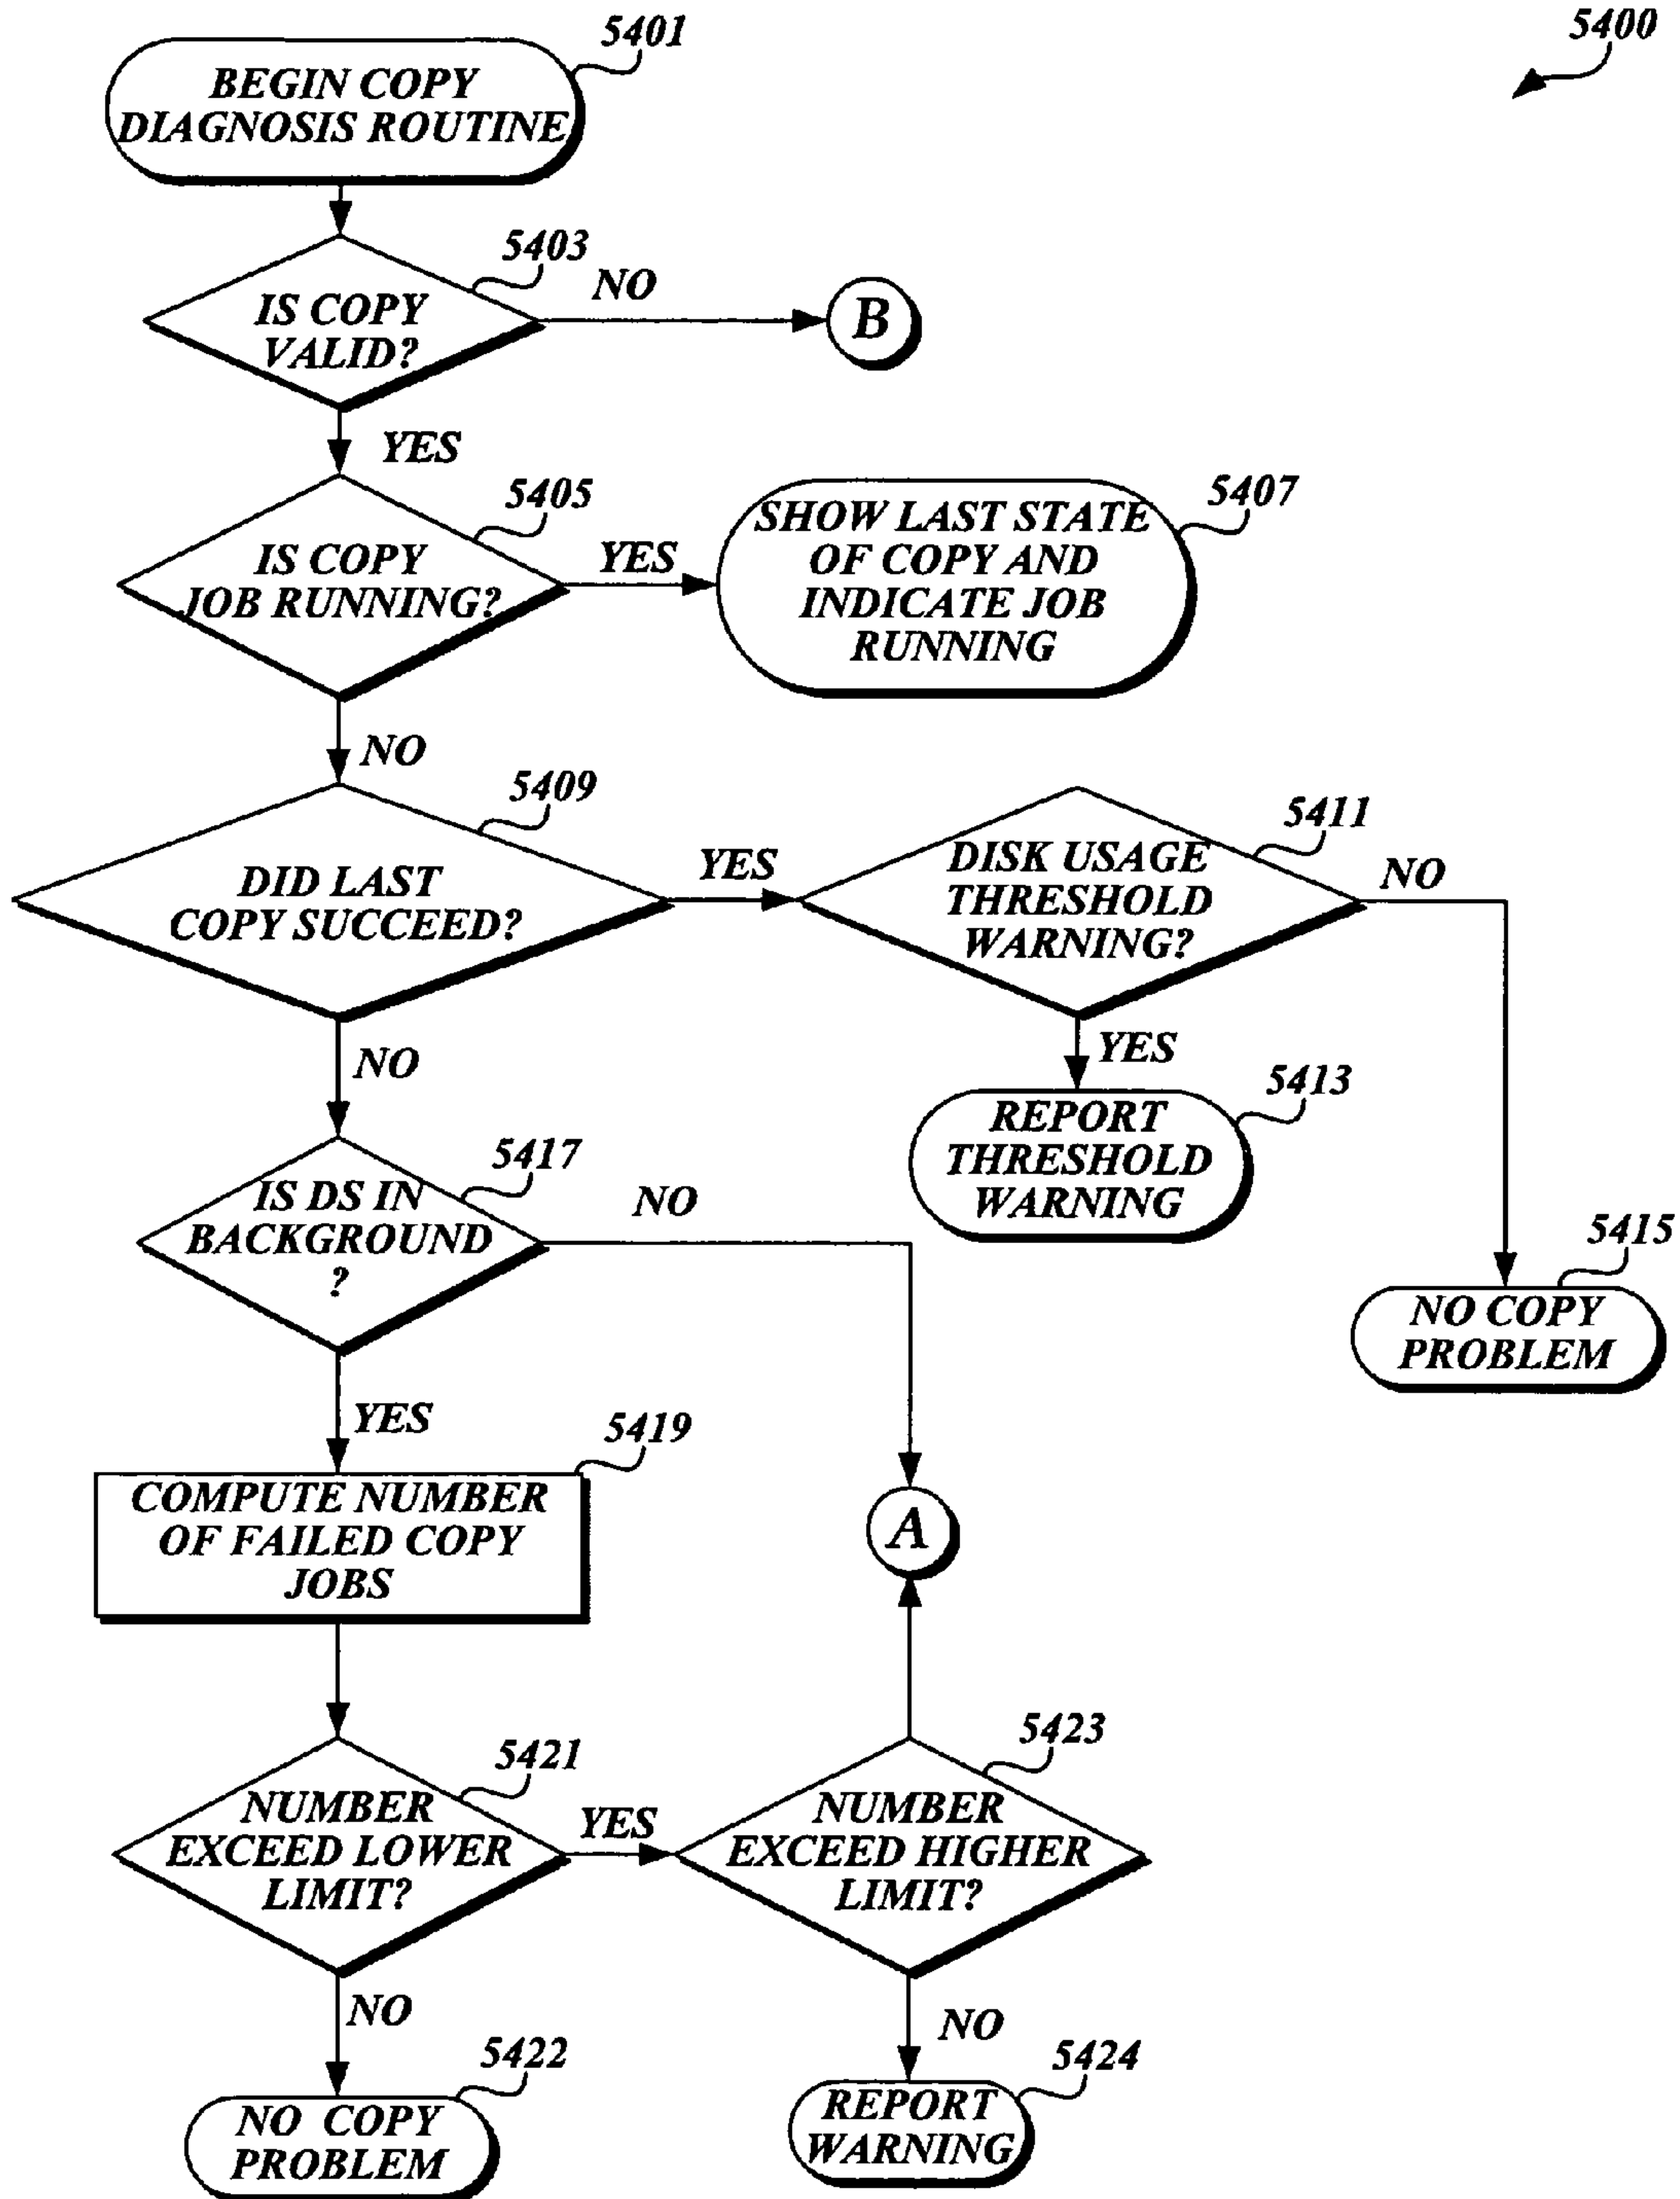 5400
5401
BEGIN COPY
DIAGNOSIS ROUTINE
5403
IS COPY
VALID?
NO
B
YES
5405
IS COPY
JOB RUNNING?
YES
5407
SHOW LAST STATE
OF COPY AND
INDICATE JOB
RUNNING
NO
5409
DID LAST
COPY SUCCEED?
YES
5411
DISK USAGE
THRESHOLD
WARNING?
NO
YES
5413
REPORT
THRESHOLD
WARNING
5415
NO COPY
PROBLEM
NO
5417
IS DS IN
BACKGROUND
?
NO
A
YES
5419
COMPUTE NUMBER
OF FAILED COPY
JOBS
5421
NUMBER
EXCEED LOWER
LIMIT?
YES
5423
NUMBER
EXCEED HIGHER
LIMIT?
NO
5422
NO COPY
PROBLEM
NO
5424
REPORT
WARNING